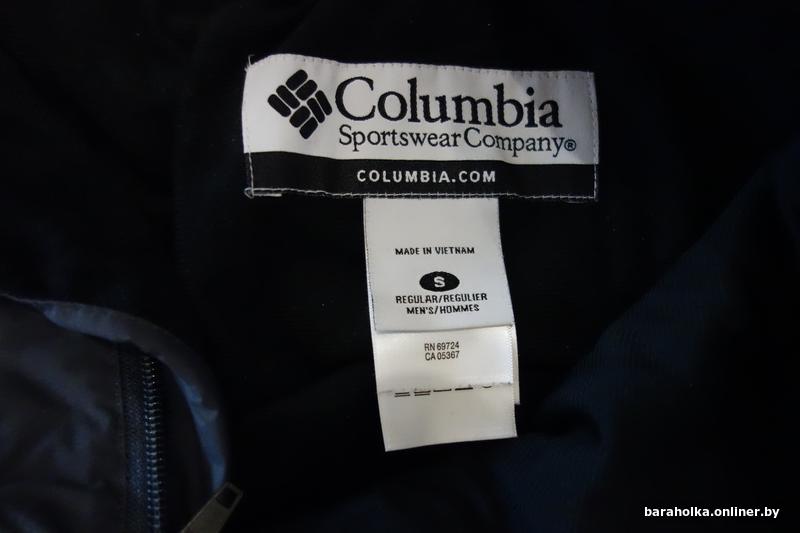 Columbia
Sportswear Company®
COLUMBIA.COM
MADE IN VIETNAM
S
REGULAR/REGULIER
MEN'S/HOMMES
RN 69724
CA 05367
baraholka.onliner.by